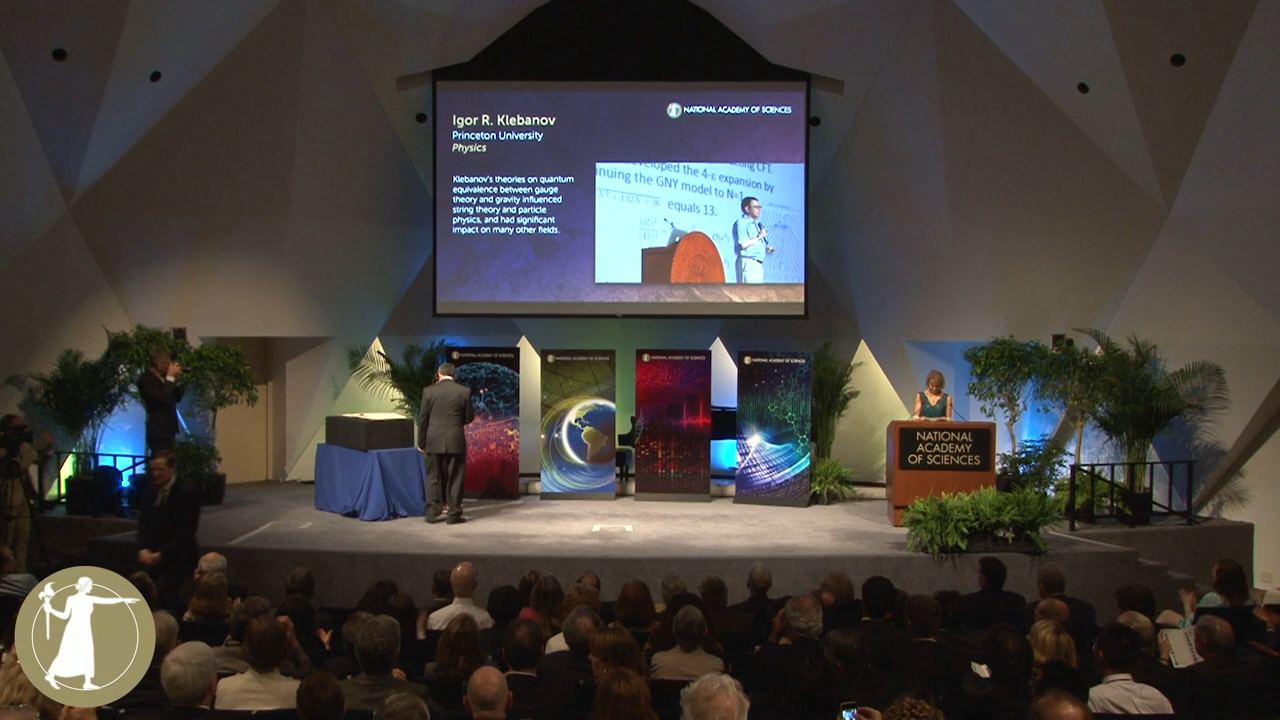 NATIONAL ACADEMY OF SCIENCES
Igor R. Klebanov
Princeton University
Physics
Klebanov's theories on quantum
equivalence between gauge
theory and gravity influenced
string theory and particle
physics, and had significant
impact on many other fields.
CFT.
developed the 4-ε expansion by
inuing the GNY model to N=1
equals 13.
NATIONAL ACADEMY OF SCIENCES
NATIONAL ACADEMY OF SCIENCES
NATIONAL ACADEMY OF SCIENCES
NATIONAL ACADEMY OF SCIENCES
NATIONAL
ACADEMY
OF SCIENCES